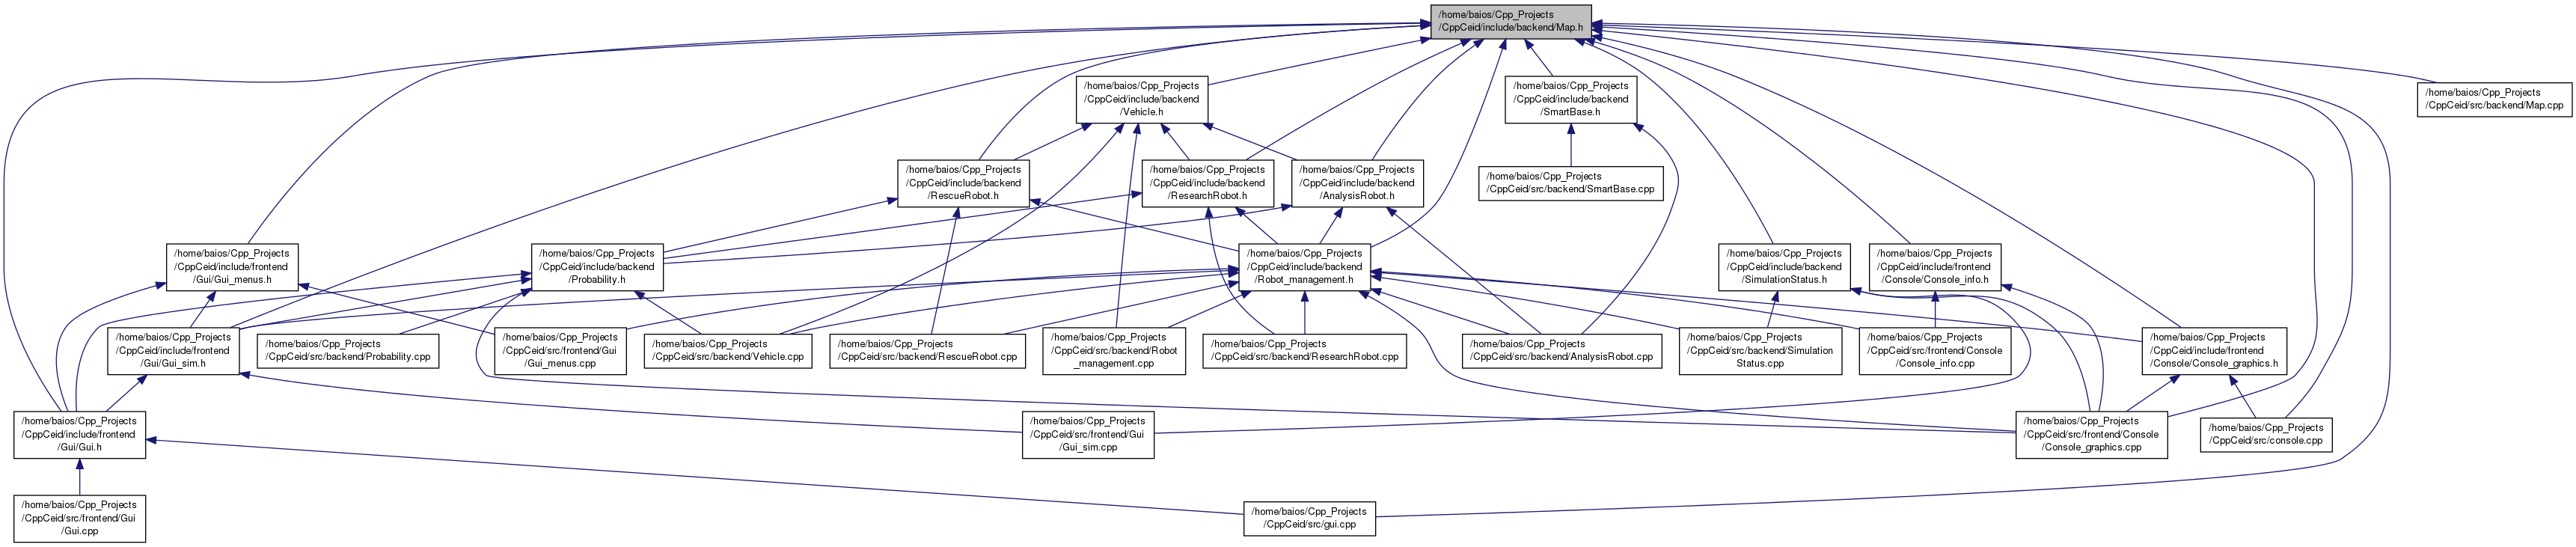 /home/baios/Cpp_Projects
/CppCeid/include/backend/Map.h
/home/baios/Cpp_Projects
/CppCeid/include/backend
/Vehicle.h
/home/baios/Cpp_Projects
/CppCeid/include/backend
/SmartBase.h
/home/baios/Cpp_Projects
/CppCeid/src/backend/Map.cpp
/home/baios/Cpp_Projects
/CppCeid/include/backend
/RescueRobot.h
/home/baios/Cpp_Projects
/CppCeid/include/backend
/ResearchRobot.h
/home/baios/Cpp_Projects
/CppCeid/include/backend
/AnalysisRobot.h
/home/baios/Cpp_Projects
/CppCeid/src/backend/SmartBase.cpp
/home/baios/Cpp_Projects
/CppCeid/include/frontend
/Gui/Gui_menus.h
/home/baios/Cpp_Projects
/CppCeid/include/backend
/Probability.h
/home/baios/Cpp_Projects
/CppCeid/include/backend
/Robot_management.h
/home/baios/Cpp_Projects
/CppCeid/include/backend
/SimulationStatus.h
/home/baios/Cpp_Projects
/CppCeid/include/frontend
/Console/Console_info.h
/home/baios/Cpp_Projects
/CppCeid/include/frontend
/Gui/Gui_sim.h
/home/baios/Cpp_Projects
/CppCeid/src/backend/Probability.cpp
/home/baios/Cpp_Projects
/CppCeid/src/frontend/Gui
/Gui_menus.cpp
/home/baios/Cpp_Projects
/CppCeid/src/backend/Vehicle.cpp
/home/baios/Cpp_Projects
/CppCeid/src/backend/RescueRobot.cpp
/home/baios/Cpp_Projects
/CppCeid/src/backend/Robot
_management.cpp
/home/baios/Cpp_Projects
/CppCeid/src/backend/ResearchRobot.cpp
/home/baios/Cpp_Projects
/CppCeid/src/backend/AnalysisRobot.cpp
/home/baios/Cpp_Projects
/CppCeid/src/backend/Simulation
Status.cpp
/home/baios/Cpp_Projects
/CppCeid/src/frontend/Console
/Console_info.cpp
/home/baios/Cpp_Projects
/CppCeid/include/frontend
/Console/Console_graphics.h
/home/baios/Cpp_Projects
/CppCeid/include/frontend
/Gui/Gui.h
/home/baios/Cpp_Projects
/CppCeid/src/frontend/Gui
/Gui_sim.cpp
/home/baios/Cpp_Projects
/CppCeid/src/frontend/Console
/Console_graphics.cpp
/home/baios/Cpp_Projects
/CppCeid/src/console.cpp
/home/baios/Cpp_Projects
/CppCeid/src/frontend/Gui
/Gui.cpp
/home/baios/Cpp_Projects
/CppCeid/src/gui.cpp